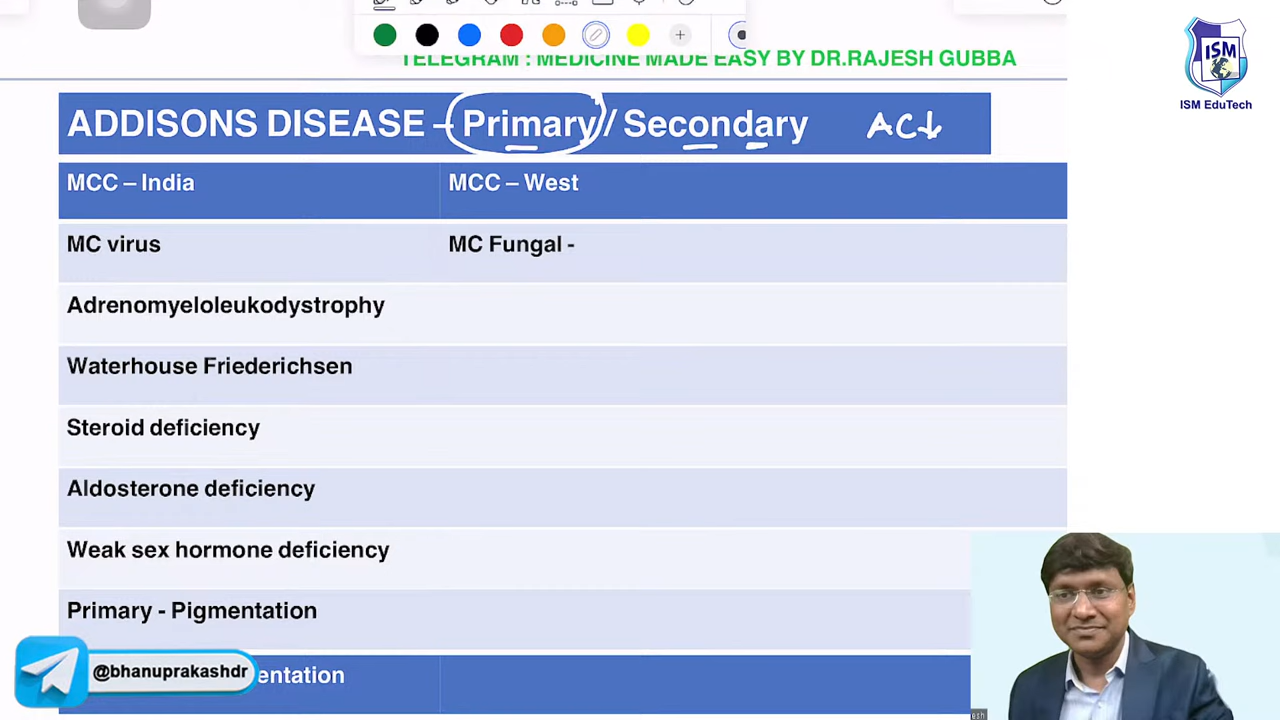 TELEGRAM : MEDICINE MADE EASY BY DR.RAJESH GUBBA
ISM
ISM EduTech
ADDISONS DISEASE – Primary / Secondary AC↓
MCC – India MCC – West
MC virus MC Fungal -
Adrenomyeloleukodystrophy
Waterhouse Friederichsen
Steroid deficiency
Aldosterone deficiency
Weak sex hormone deficiency
Primary - Pigmentation
@bhanuprakashdr entation